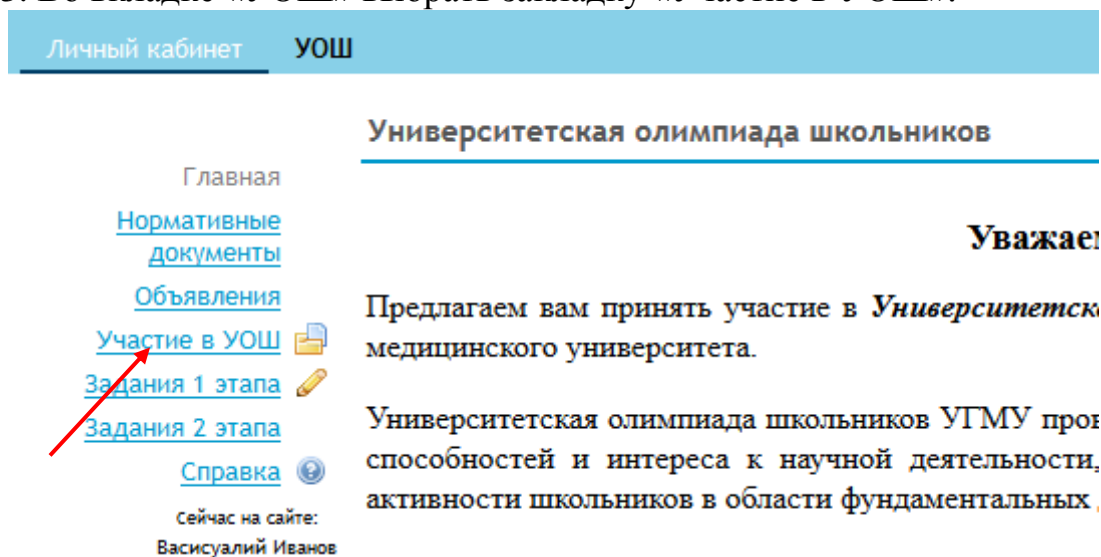 Личный кабинет УОШ
Университетская олимпиада школьников
Главная
Нормативные
документы
Объявления
Участие в УОШ
Задания 1 этапа
Задания 2 этапа
Справка
Сейчас на сайте:
Васисуалий Иванов
Предлагаем вам принять участие в
медицинского университета.
Университетская олимпиада школьников УГМУ
способностей и интереса к научной деятельности,
активности школьников в области фундаментальных